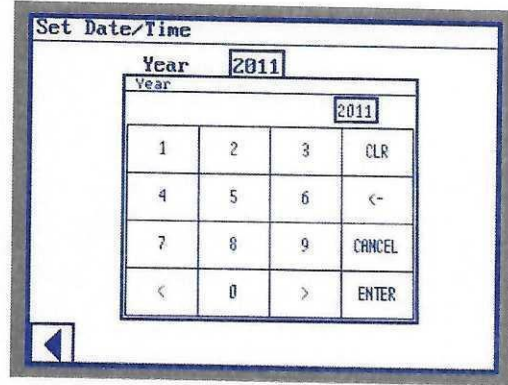 Set Date/Time
Year 2011
Year
2011
1 2 3 CLR
4 5 6 <-
7 8 9 CANCEL
< 0 > ENTER